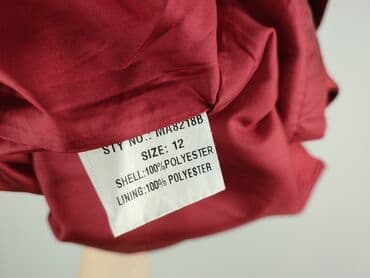 STY NO.: MA8218B
SIZE: 12
SHELL:100%POLYESTER
LINING:100% POLYESTER